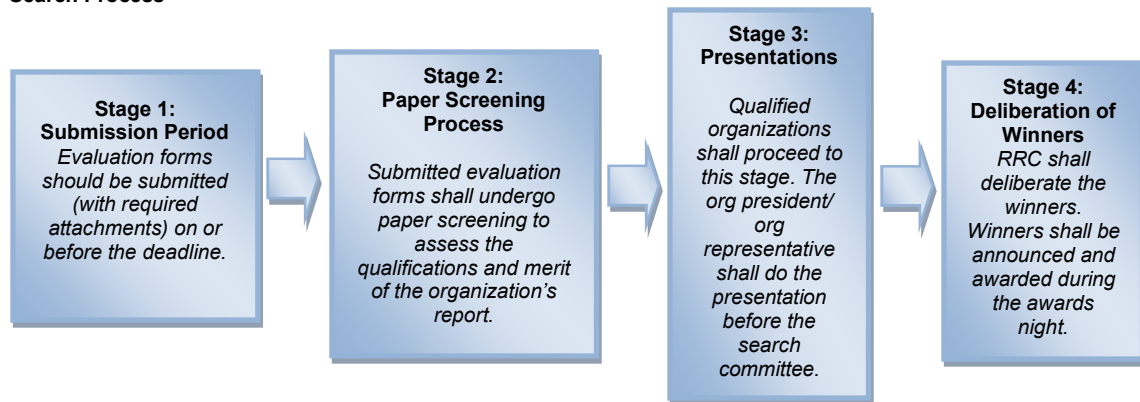 Search Process
Stage 1:
Submission Period
Evaluation forms
should be submitted
(with required
attachments) on or
before the deadline.
Stage 2:
Paper Screening
Process
Submitted evaluation
forms shall undergo
paper screening to
assess the
qualifications and merit
of the organization's
report.
Stage 3:
Presentations
Qualified
organizations
shall proceed to
this stage. The
org president/
org
representative
shall do the
presentation
before the
search
committee.
Stage 4:
Deliberation of
Winners
RRC shall
deliberate the
winners.
Winners shall be
announced and
awarded during
the awards
night.